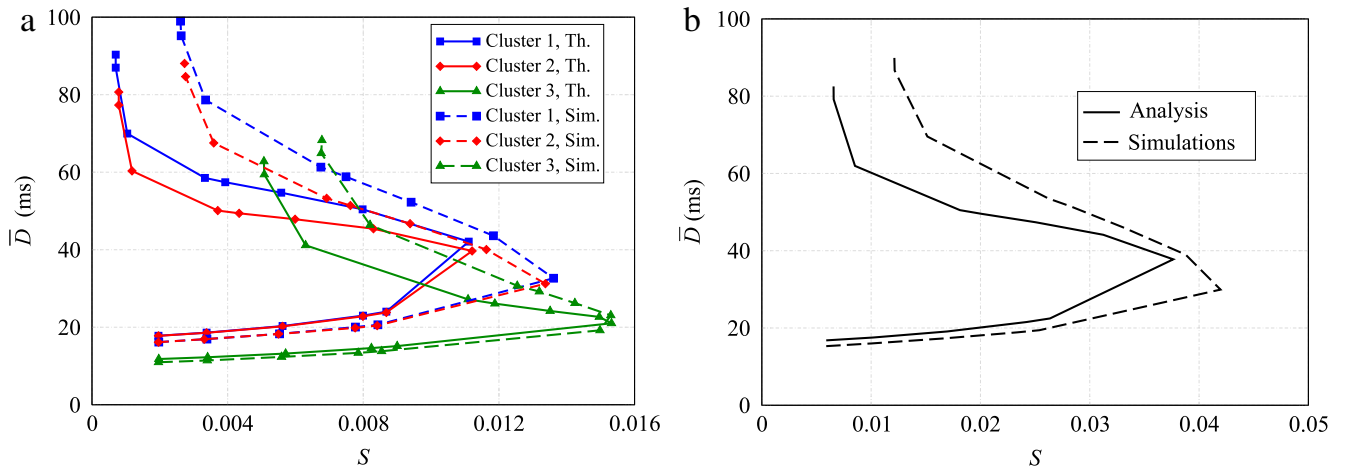 a
100
80
60
40
20
0
D̅ (ms)
0
0.004
0.008
0.012
0.016
S
Cluster 1, Th.
Cluster 2, Th.
Cluster 3, Th.
Cluster 1, Sim.
Cluster 2, Sim.
Cluster 3, Sim.
b
100
80
60
40
20
0
D̅ (ms)
0
0.01
0.02
0.03
0.04
0.05
S
Analysis
Simulations